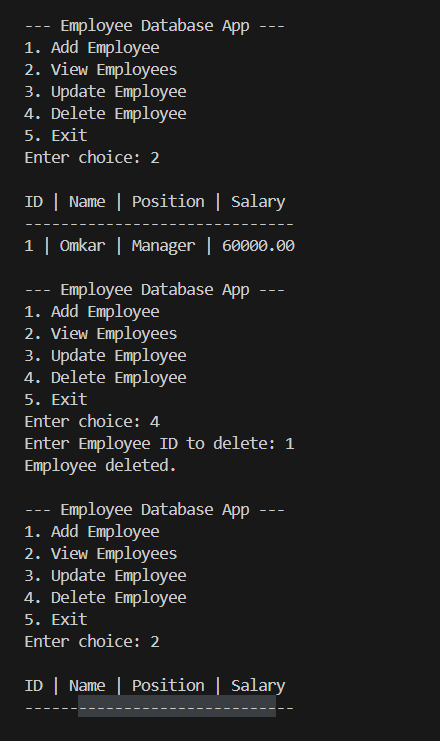 --- Employee Database App ---
1. Add Employee
2. View Employees
3. Update Employee
4. Delete Employee
5. Exit
Enter choice: 2
ID | Name | Position | Salary
------------------------------
1 | Omkar | Manager | 60000.00
--- Employee Database App ---
1. Add Employee
2. View Employees
3. Update Employee
4. Delete Employee
5. Exit
Enter choice: 4
Enter Employee ID to delete: 1
Employee deleted.
--- Employee Database App ---
1. Add Employee
2. View Employees
3. Update Employee
4. Delete Employee
5. Exit
Enter choice: 2
ID | Name | Position | Salary
------------------------------